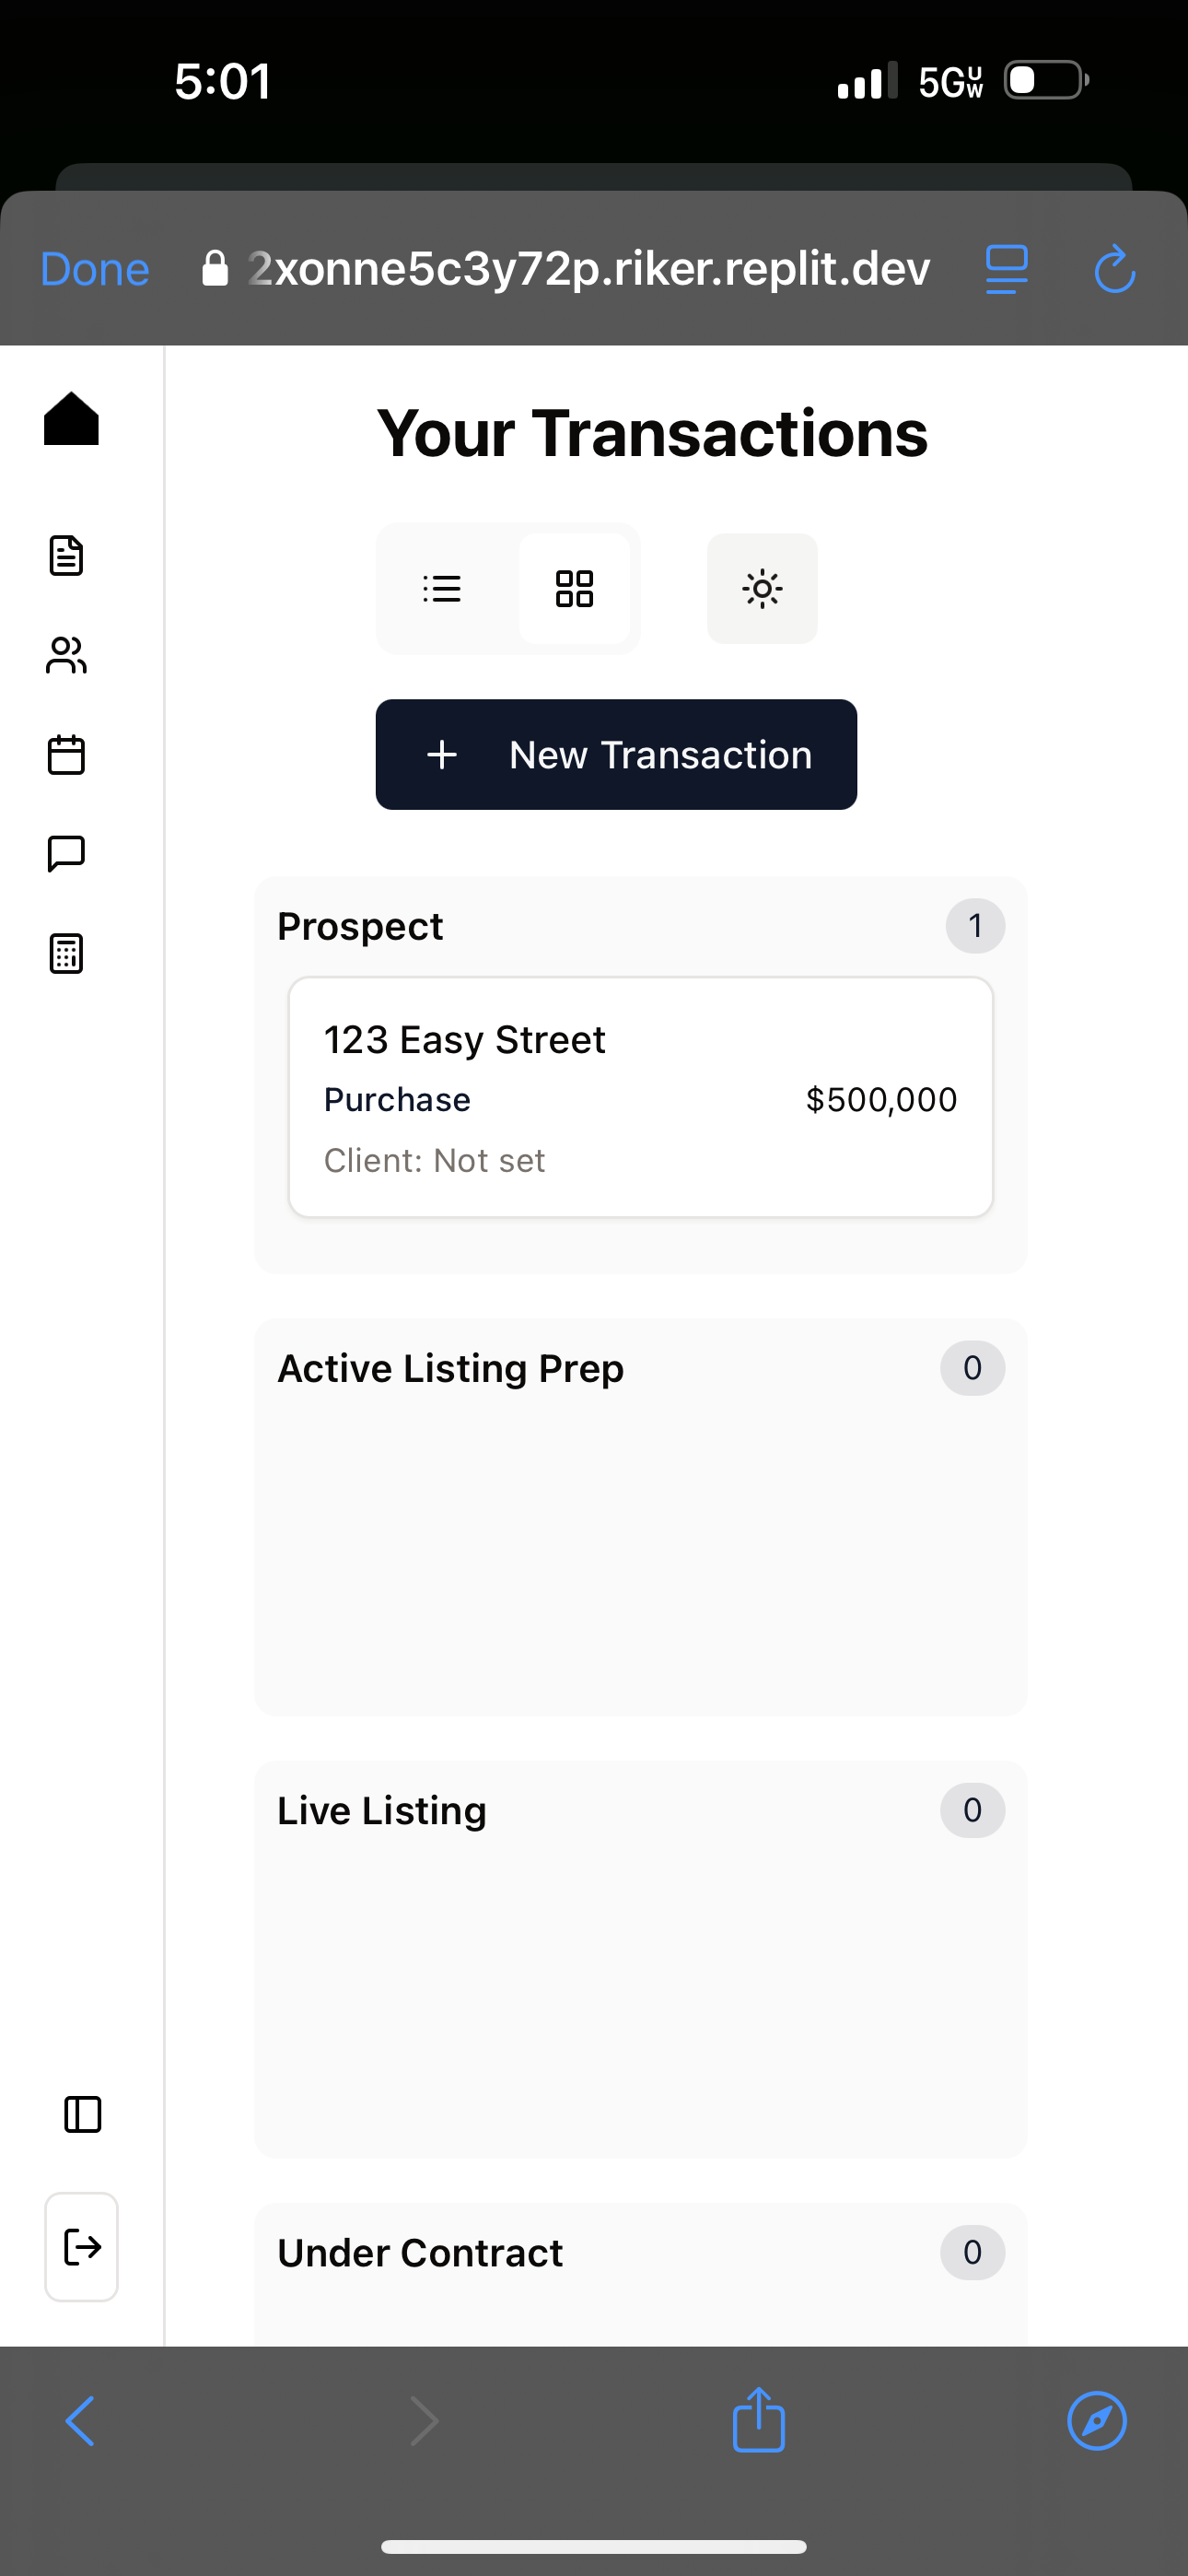 5:01
5G UW
Done
2xonne5c3y72p.riker.replit.dev
Your Transactions
+ New Transaction
Prospect 1
123 Easy Street
Purchase $500,000
Client: Not set
Active Listing Prep 0
Live Listing 0
Under Contract 0